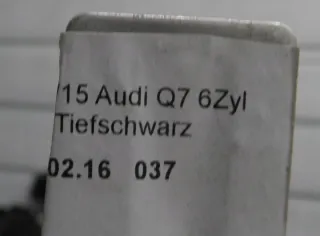 /15 Audi Q7 6Zyl
Tiefschwarz
02.16 037